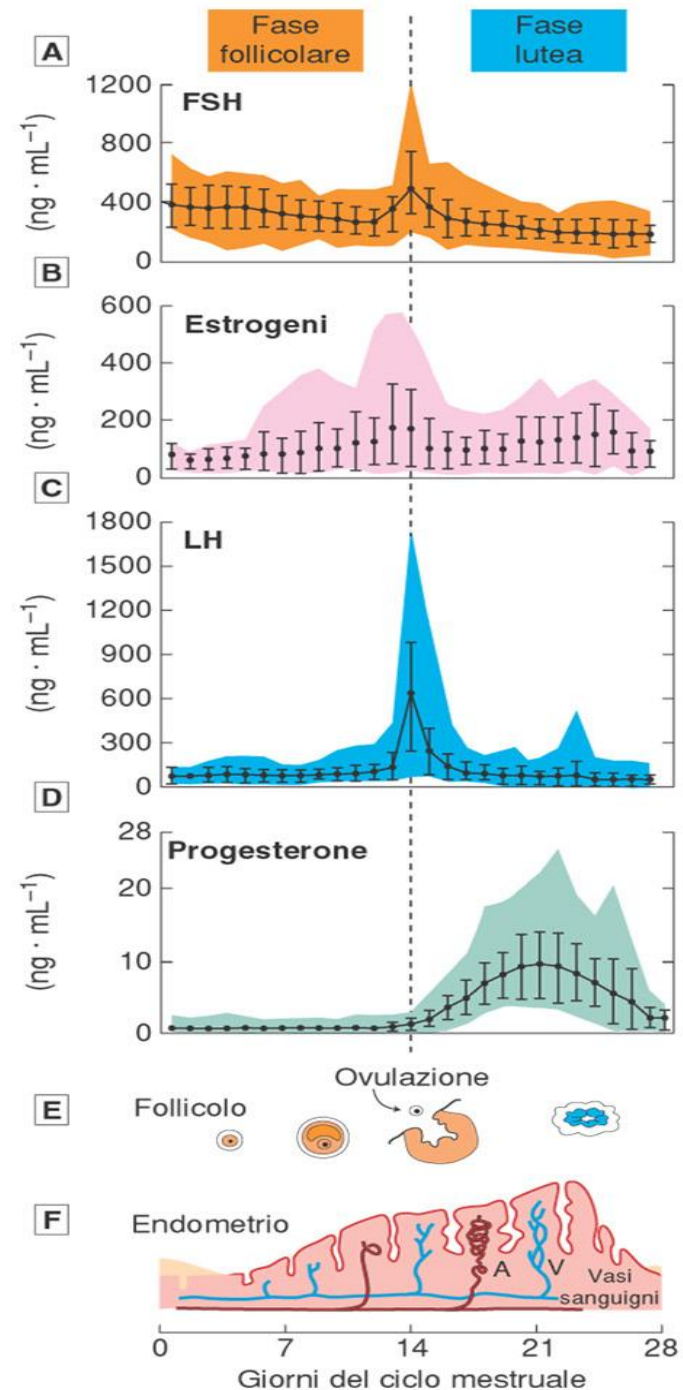 Fase
follicolare
Fase
lutea
A
FSH
(ng · mL⁻¹)
1200
800
400
0
B
Estrogeni
(ng · mL⁻¹)
600
400
200
0
C
LH
(ng · mL⁻¹)
1800
1500
1200
900
600
300
0
D
Progesterone
(ng · mL⁻¹)
28
20
10
0
Ovulazione
E
Follicolo
F
Endometrio
A
V
Vasi
sanguigni
0
7
14
21
28
Giorni del ciclo mestruale